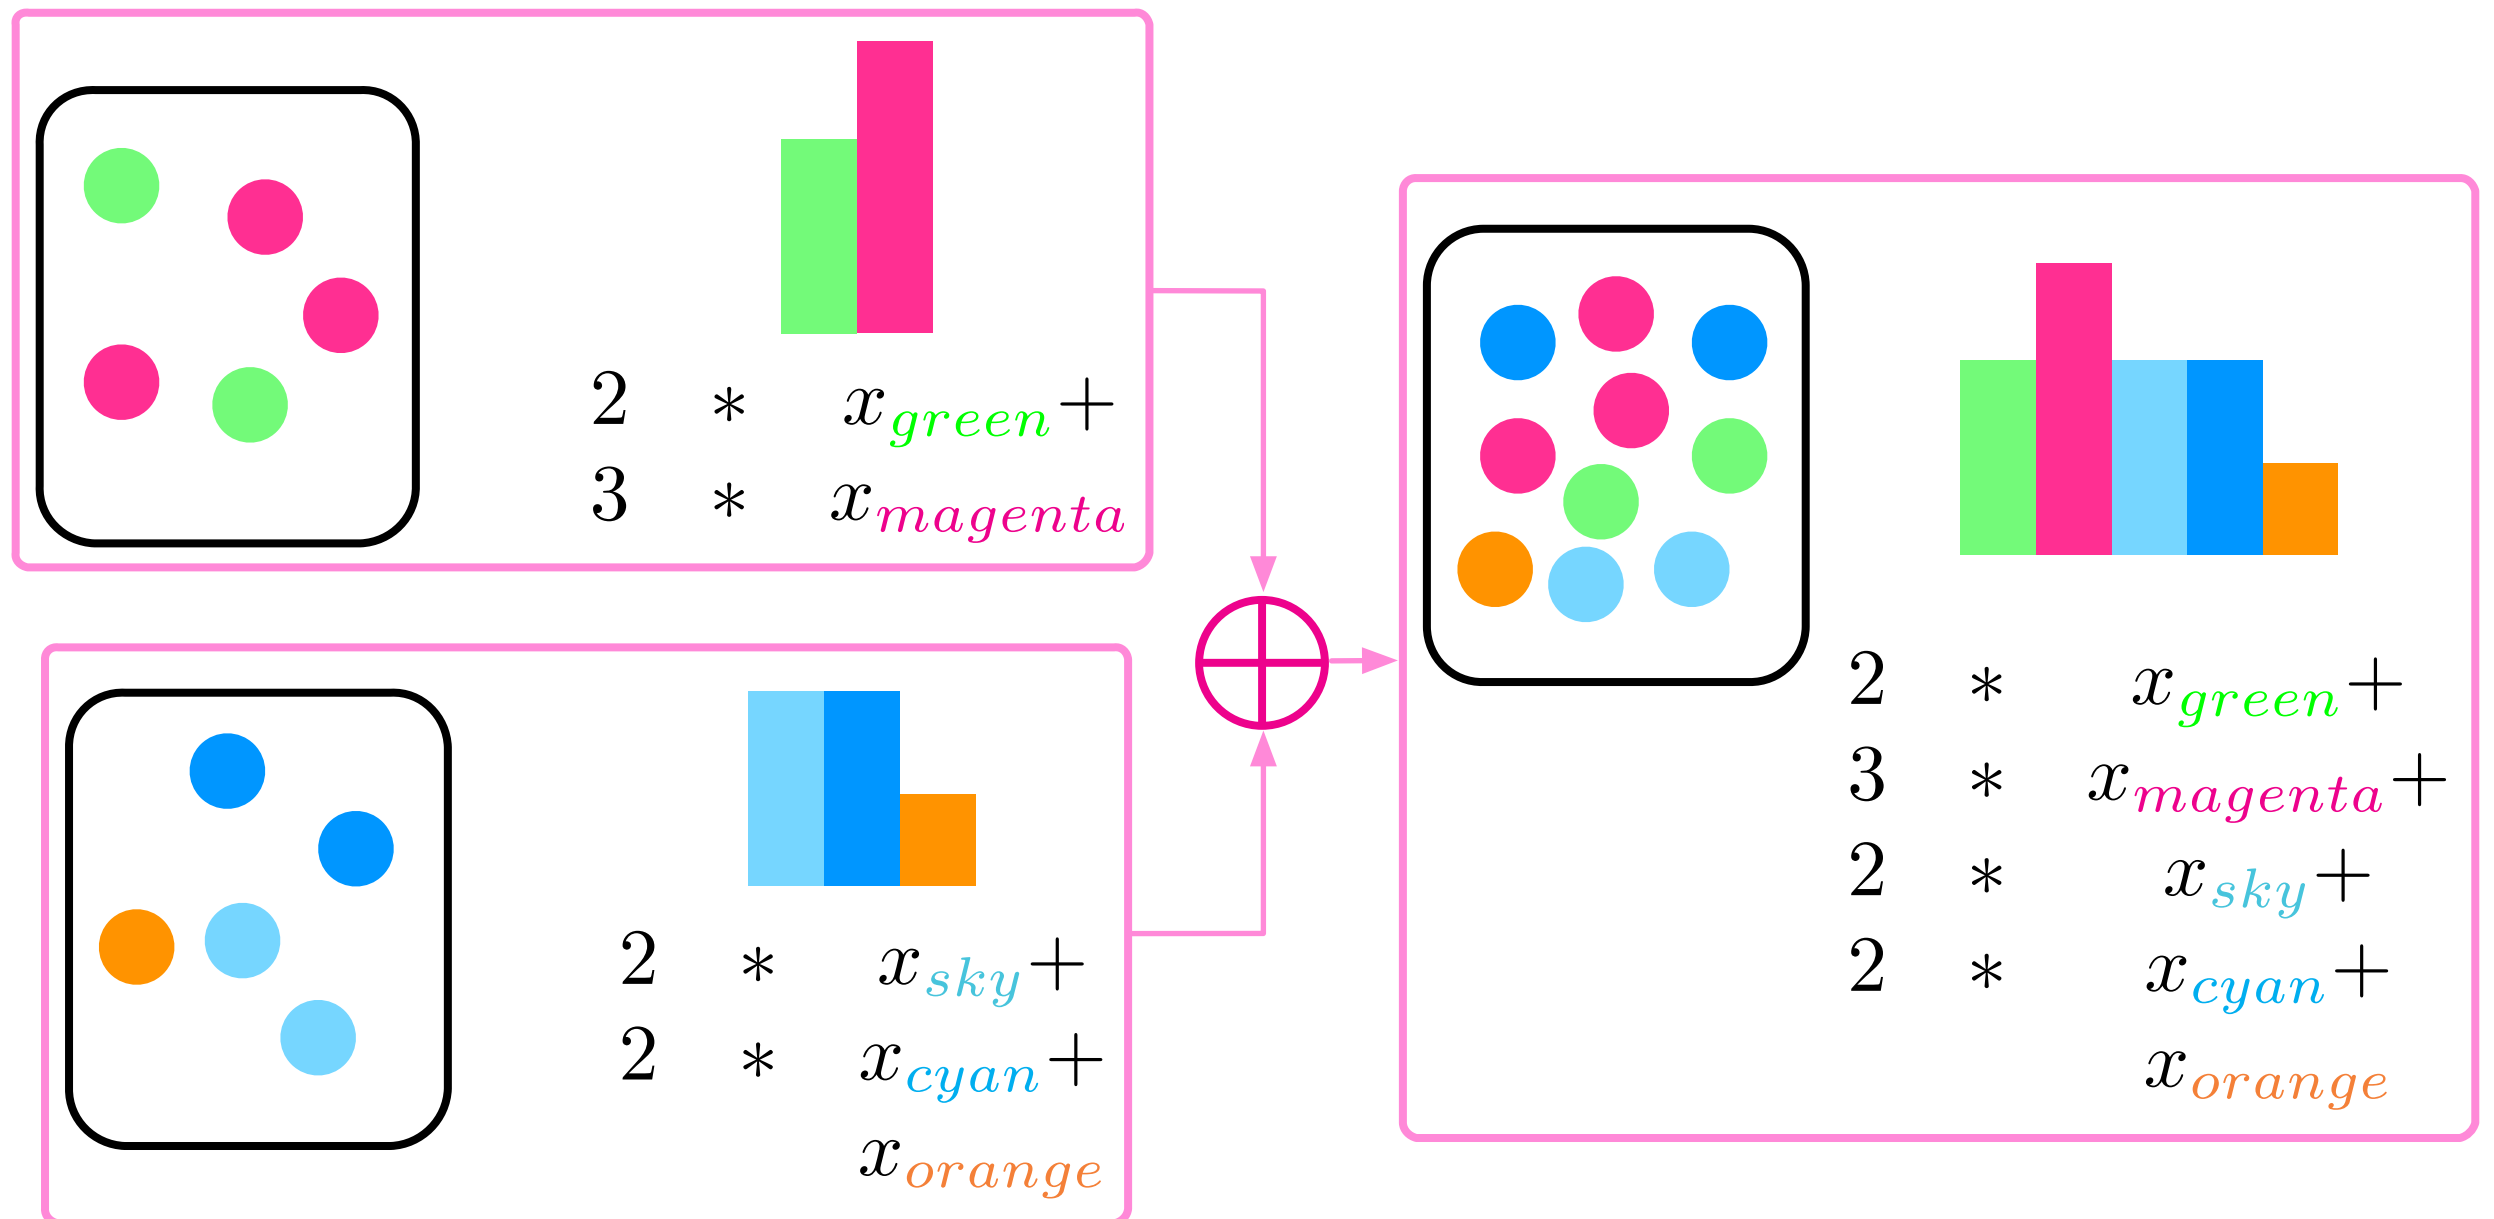 2 * x_green +
3 * x_magenta
2 * x_sky +
2 * x_cyan +
x_orange
2 * x_green +
3 * x_magenta +
2 * x_sky +
2 * x_cyan +
x_orange